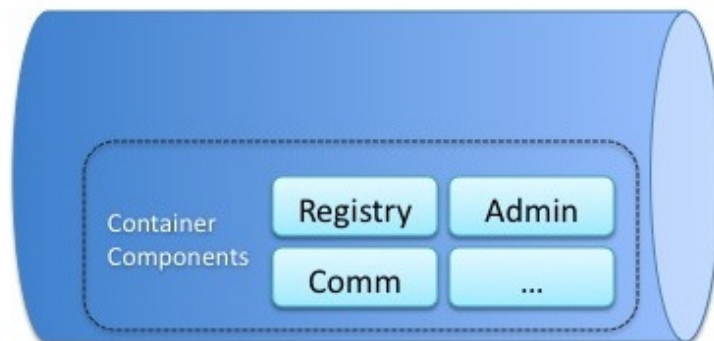 Container
Components
Registry
Admin
Comm
...